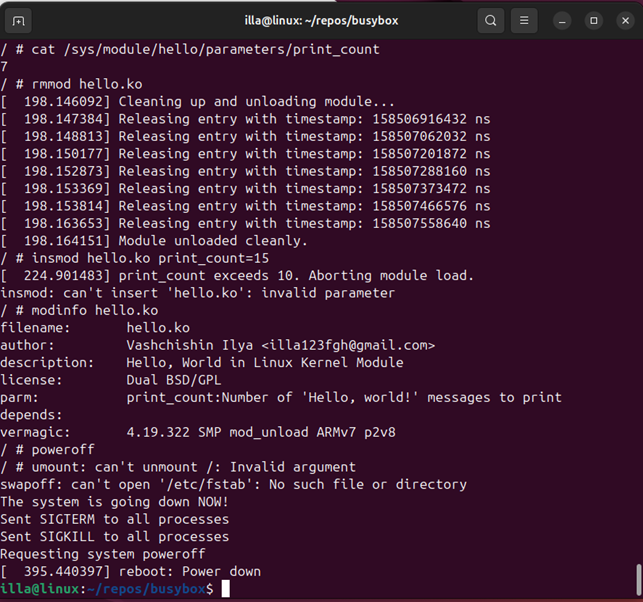 illa@linux: ~/repos/busybox
/ # cat /sys/module/hello/parameters/print_count
7
/ # rmmod hello.ko
[  198.146092] Cleaning up and unloading module...
[  198.147384] Releasing entry with timestamp: 158506916432 ns
[  198.148813] Releasing entry with timestamp: 158507062032 ns
[  198.150177] Releasing entry with timestamp: 158507201872 ns
[  198.152873] Releasing entry with timestamp: 158507288160 ns
[  198.153369] Releasing entry with timestamp: 158507373472 ns
[  198.153814] Releasing entry with timestamp: 158507466576 ns
[  198.163653] Releasing entry with timestamp: 158507558640 ns
[  198.164151] Module unloaded cleanly.
/ # insmod hello.ko print_count=15
[  224.901483] print_count exceeds 10. Aborting module load.
insmod: can't insert 'hello.ko': invalid parameter
/ # modinfo hello.ko
filename:       hello.ko
author:         Vashchishin Ilya <illa123fgh@gmail.com>
description:    Hello, World in Linux Kernel Module
license:        Dual BSD/GPL
parm:           print_count:Number of 'Hello, world!' messages to print
depends:
vermagic:       4.19.322 SMP mod_unload ARMv7 p2v8
/ # poweroff
/ # umount: can't unmount /: Invalid argument
swapoff: can't open '/etc/fstab': No such file or directory
The system is going down NOW!
Sent SIGTERM to all processes
Sent SIGKILL to all processes
Requesting system poweroff
[  395.440397] reboot: Power down
illa@linux:~/repos/busybox$